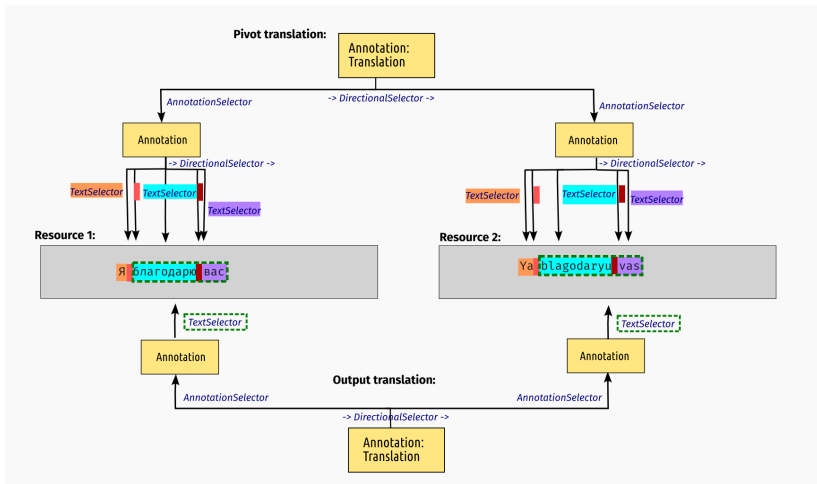 Pivot translation:
Annotation:
Translation
-> DirectionalSelector ->
AnnotationSelector
AnnotationSelector
Annotation
Annotation
-> DirectionalSelector ->
-> DirectionalSelector ->
TextSelector
TextSelector
TextSelector
TextSelector
TextSelector
TextSelector
Resource 1:
Resource 2:
Я благодарю вас
Ya blagodaryu vas
TextSelector
TextSelector
Annotation
Annotation
Output translation:
AnnotationSelector
AnnotationSelector
-> DirectionalSelector ->
Annotation:
Translation